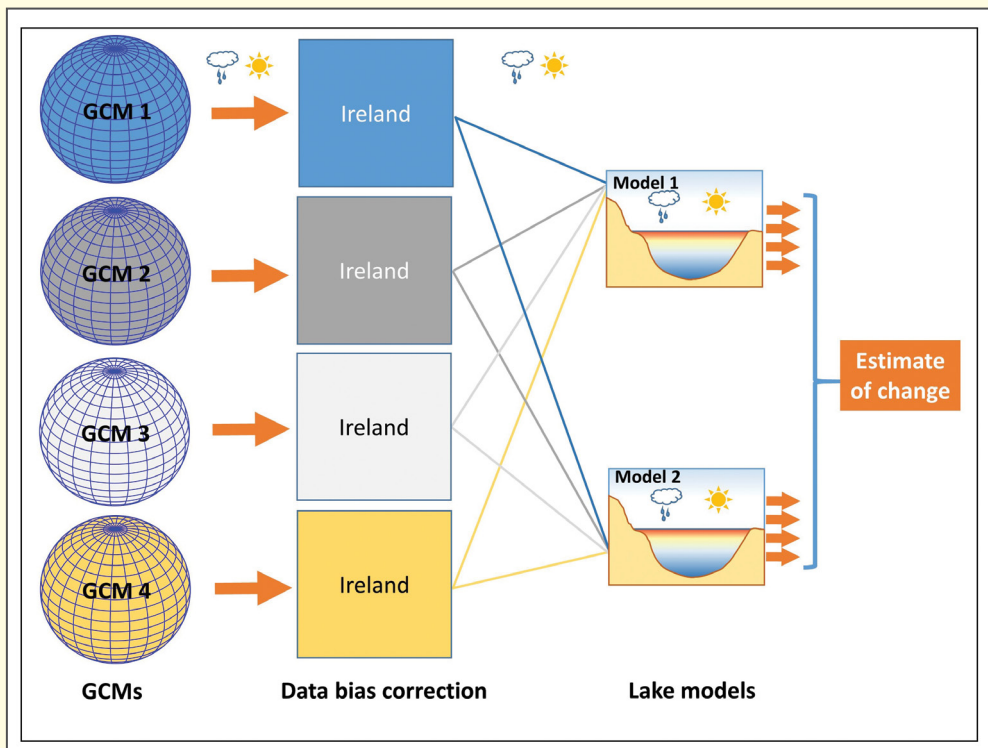 GCM 1
Ireland
GCM 2
Ireland
GCM 3
Ireland
GCM 4
Ireland
Model 1
Model 2
Estimate
of change
GCMs
Data bias correction
Lake models